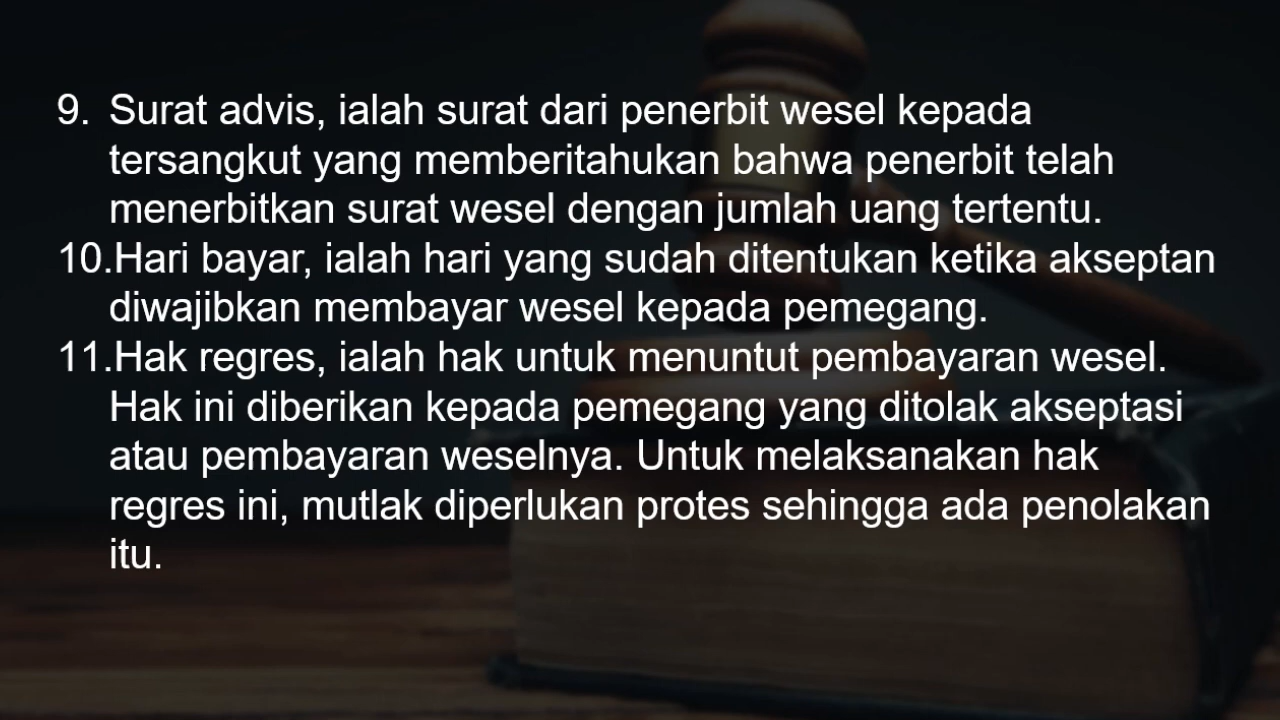 9. Surat advis, ialah surat dari penerbit wesel kepada
tersangkut yang memberitahukan bahwa penerbit telah
menerbitkan surat wesel dengan jumlah uang tertentu.
10.Hari bayar, ialah hari yang sudah ditentukan ketika akseptan
diwajibkan membayar wesel kepada pemegang.
11.Hak regres, ialah hak untuk menuntut pembayaran wesel.
Hak ini diberikan kepada pemegang yang ditolak akseptasi
atau pembayaran weselnya. Untuk melaksanakan hak
regres ini, mutlak diperlukan protes sehingga ada penolakan
itu.